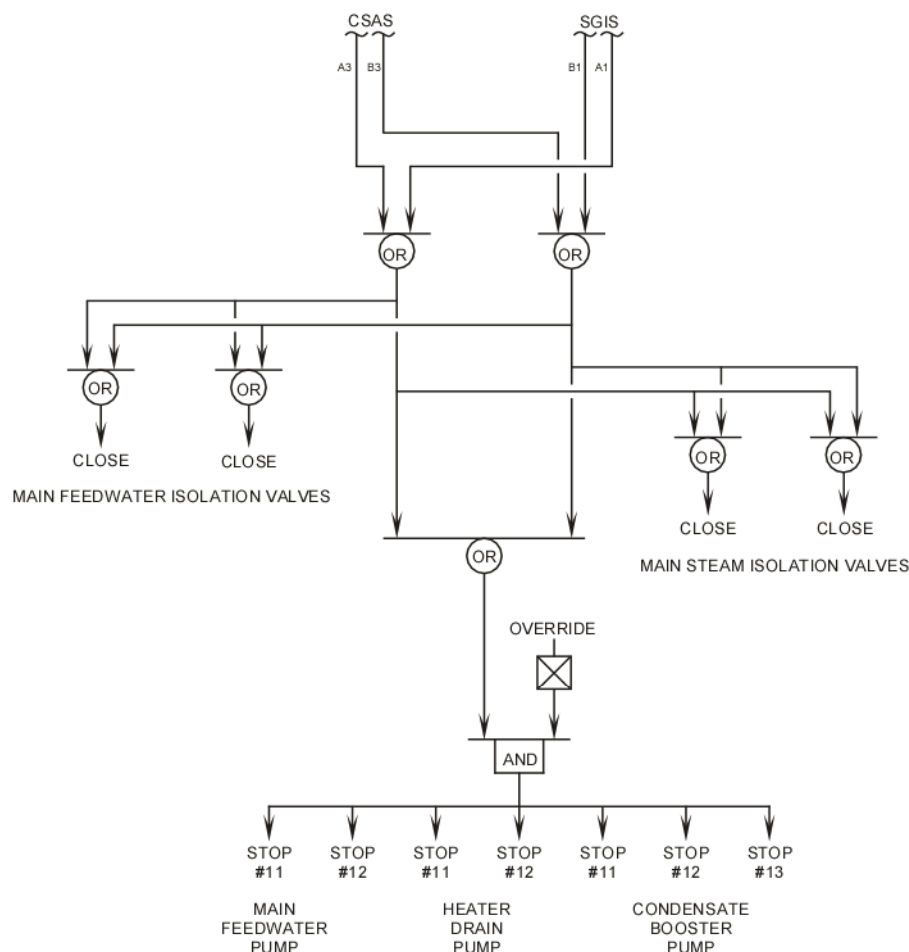 CSAS
SGIS
A3
B3
B1
A1
OR
OR
OR
OR
CLOSE
CLOSE
MAIN FEEDWATER ISOLATION VALVES
OR
OR
CLOSE
CLOSE
MAIN STEAM ISOLATION VALVES
OR
OVERRIDE
AND
STOP
#11
STOP
#12
STOP
#11
STOP
#12
STOP
#11
STOP
#12
STOP
#13
MAIN
FEEDWATER
PUMP
HEATER
DRAIN
PUMP
CONDENSATE
BOOSTER
PUMP